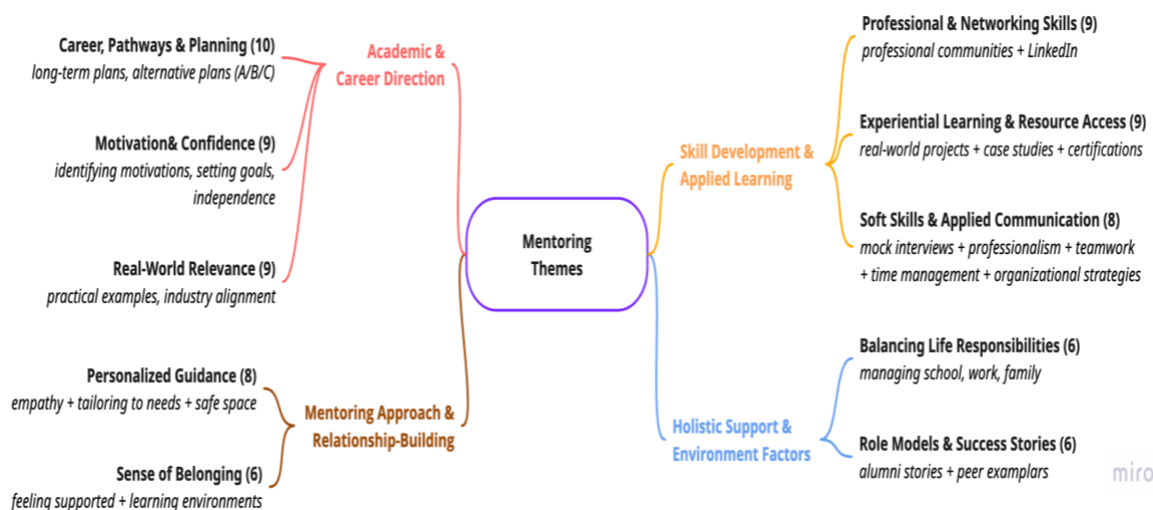 Career, Pathways & Planning (10)
long-term plans, alternative plans (A/B/C)
Motivation& Confidence (9)
identifying motivations, setting goals,
independence
Real-World Relevance (9)
practical examples, industry alignment
Academic &
Career Direction
Personalized Guidance (8)
empathy + tailoring to needs + safe space
Sense of Belonging (6)
feeling supported + learning environments
Mentoring Approach &
Relationship-Building
Mentoring
Themes
Skill Development &
Applied Learning
Professional & Networking Skills (9)
professional communities + LinkedIn
Experiential Learning & Resource Access (9)
real-world projects + case studies + certifications
Soft Skills & Applied Communication (8)
mock interviews + professionalism + teamwork
+ time management + organizational strategies
Holistic Support &
Environment Factors
Balancing Life Responsibilities (6)
managing school, work, family
Role Models & Success Stories (6)
alumni stories + peer examplars
miro